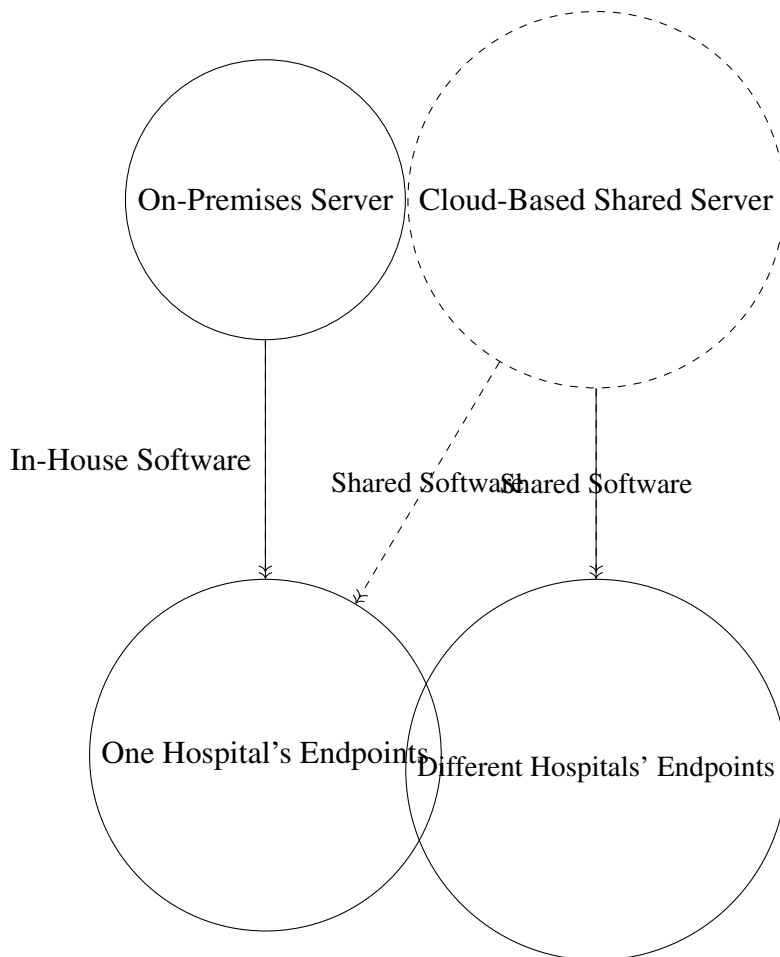 On-Premises Server
Cloud-Based Shared Server
In-House Software
Shared Software
Shared Software
One Hospital's Endpoints
Different Hospitals' Endpoints